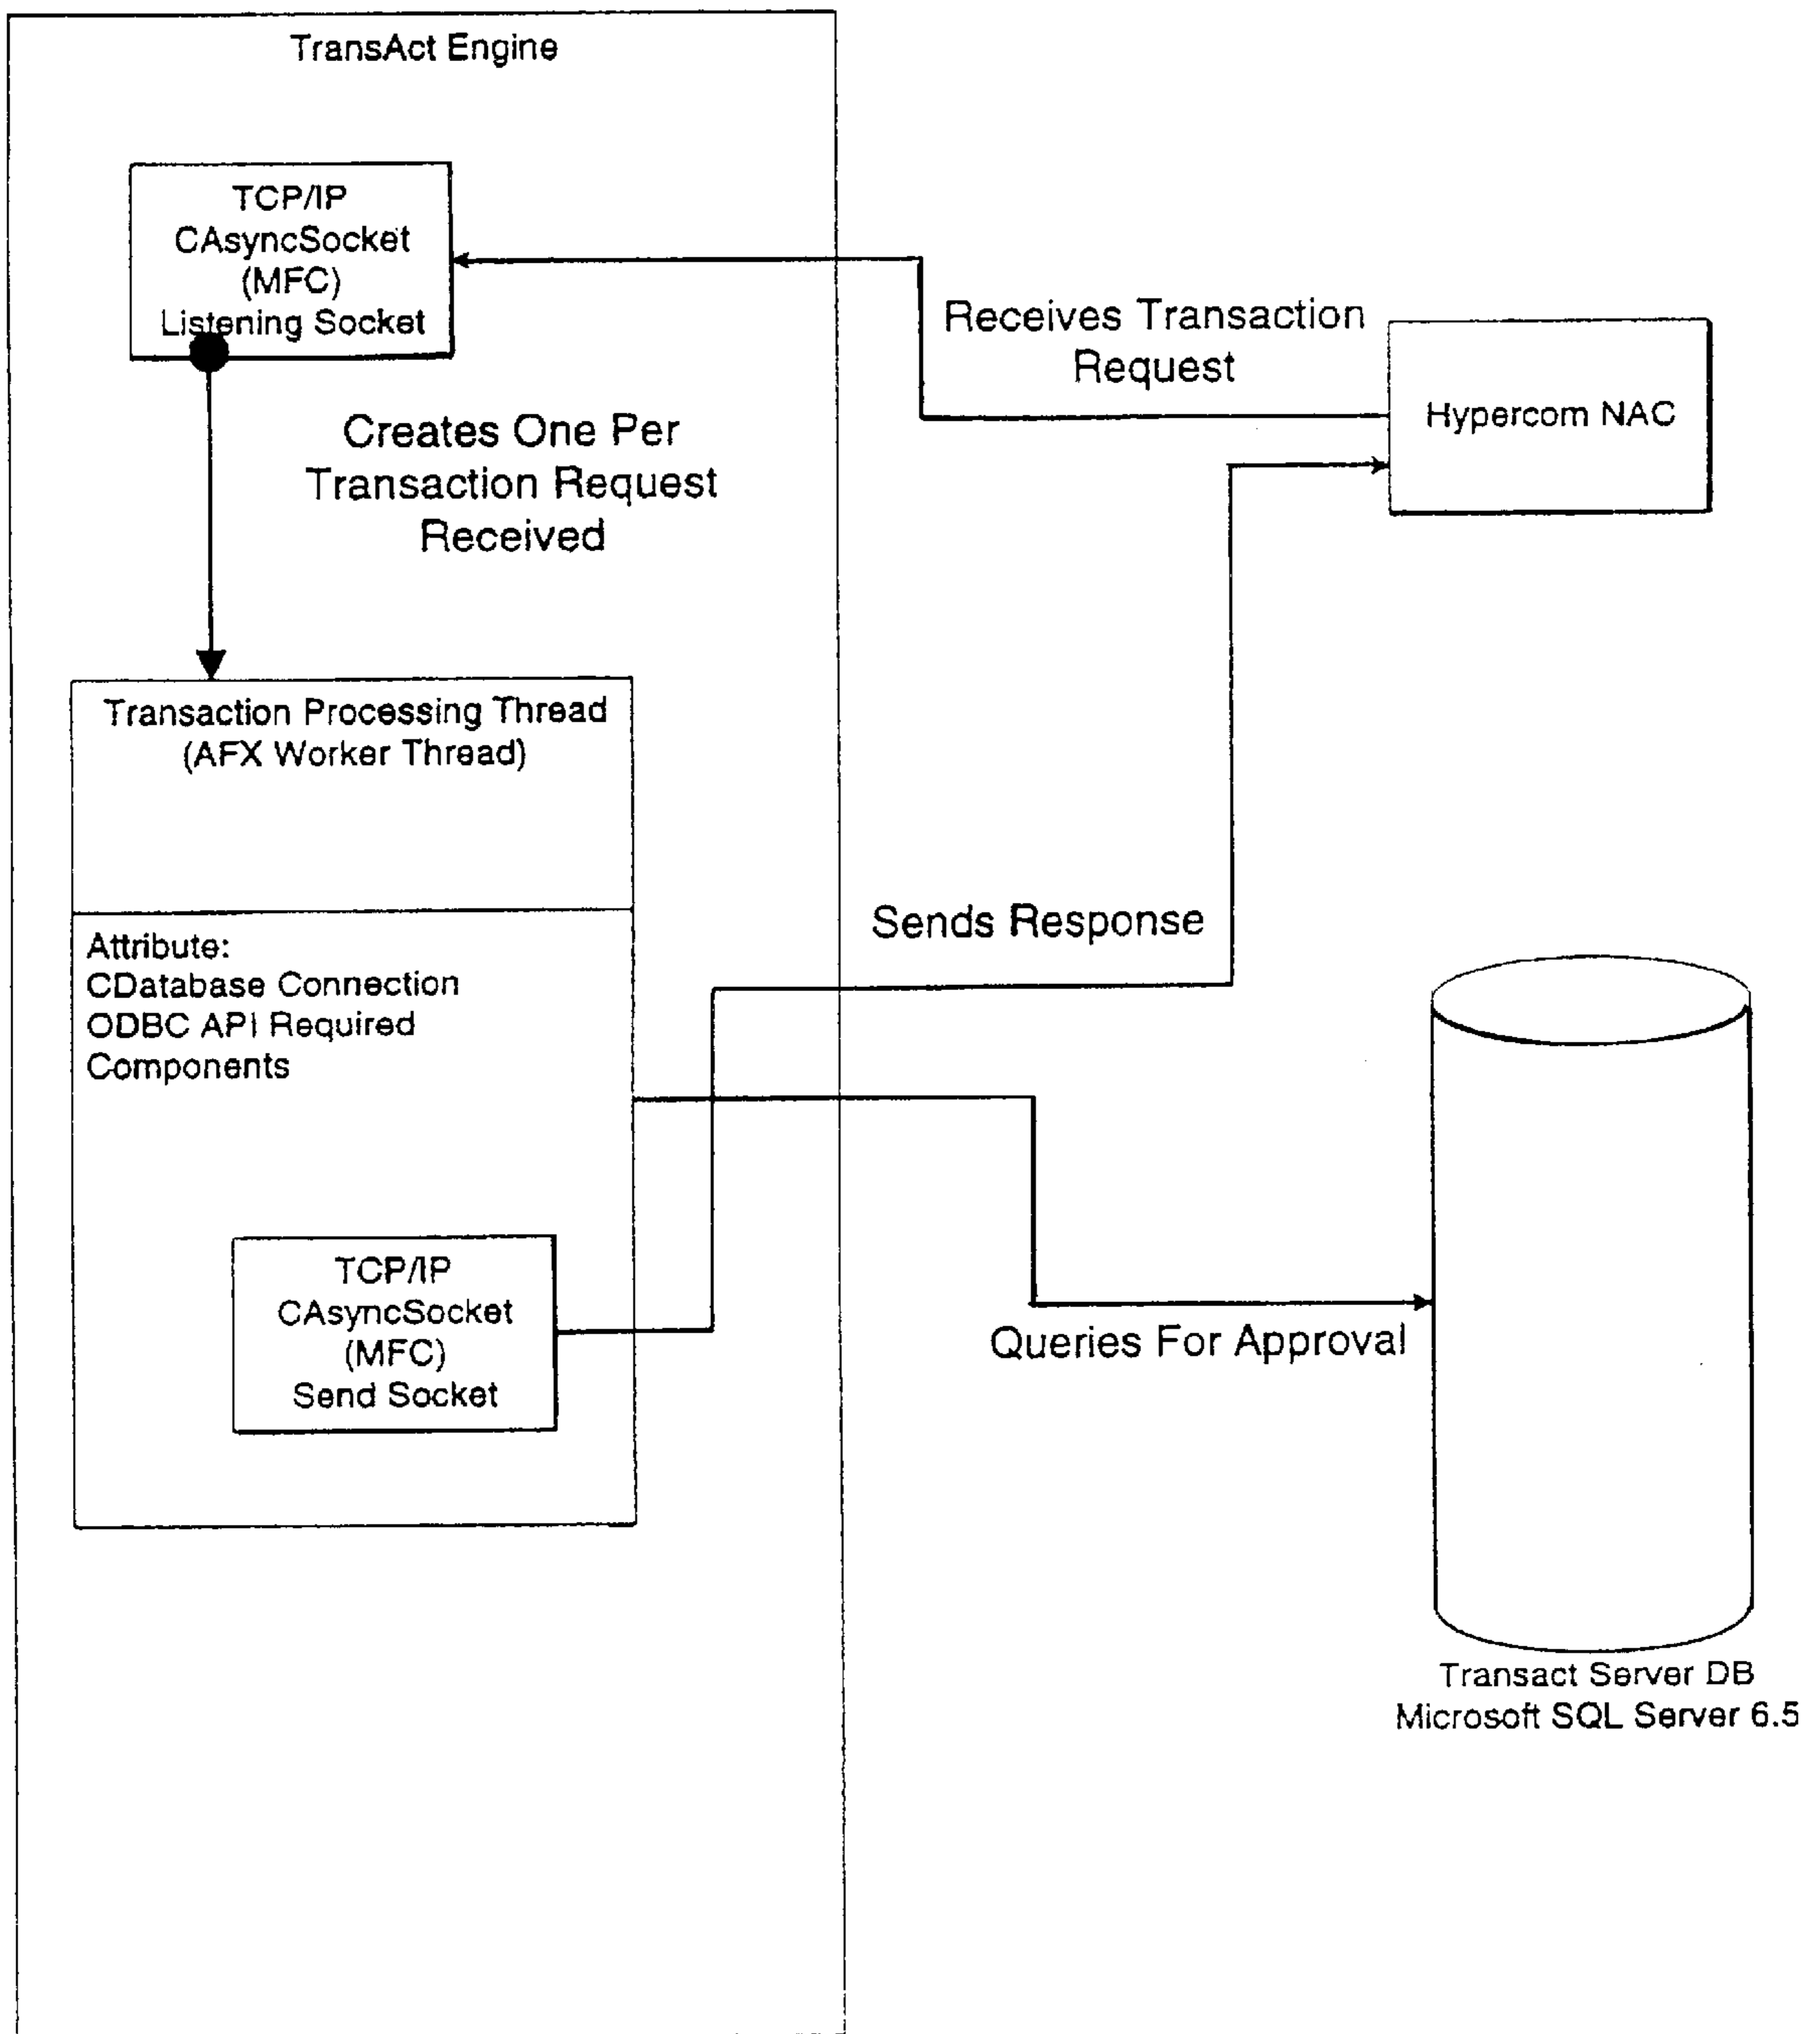 TransAct Engine
TCP/IP
CAsyncSocket
(MFC)
Listening Socket
Receives Transaction
Request
Hypercom NAC
Creates One Per
Transaction Request
Received
Transaction Processing Thread
(AFX Worker Thread)
Sends Response
Attribute:
CDatabase Connection
ODBC API Required
Components
TCP/IP
CAsyncSocket
(MFC)
Send Socket
Queries For Approval
Transact Server DB
Microsoft SQL Server 6.5